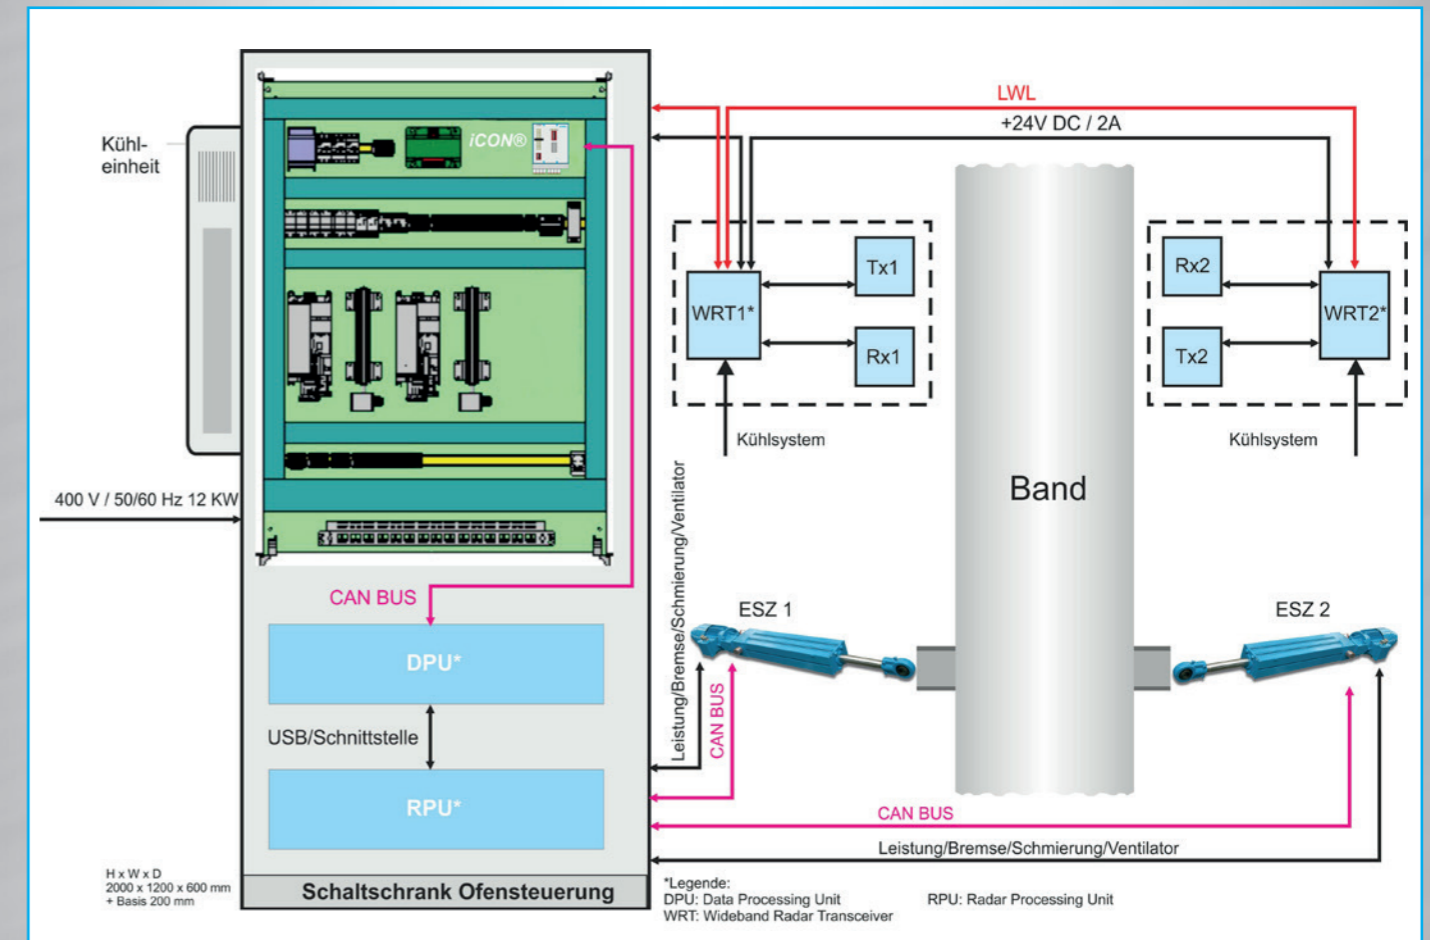 LWL
+24V DC / 2A
Kühl-
einheit
iCON®
Tx1
Rx2
WRT1*
WRT2*
Rx1
Tx2
Kühlsystem
Kühlsystem
Band
400 V / 50/60 Hz 12 KW
Leistung/Bremse/Schmierung/Ventilator
CAN BUS
ESZ 1
ESZ 2
CAN BUS
DPU*
USB/Schnittstelle
RPU*
CAN BUS
Leistung/Bremse/Schmierung/Ventilator
H x W x D
2000 x 1200 x 600 mm
+ Basis 200 mm
Schaltschrank Ofensteuerung
*Legende:
DPU: Data Processing Unit
RPU: Radar Processing Unit
WRT: Wideband Radar Transceiver